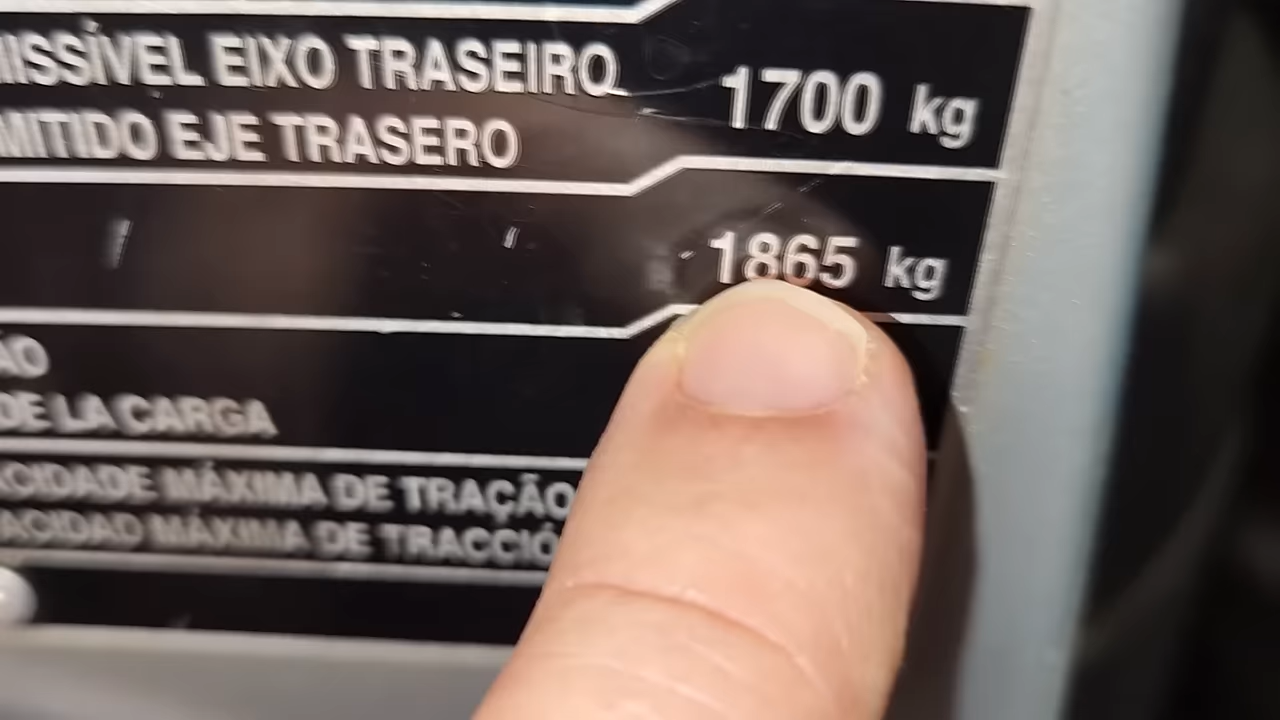 MISSÍVEL EIXO TRASEIRO 1700 kg
MITIDO EJE TRASERO
1865 kg
ÃO
DE LA CARGA
CIDADE MÁXIMA DE TRAÇÃO
ACIDAD MÁXIMA DE TRACCIÓ